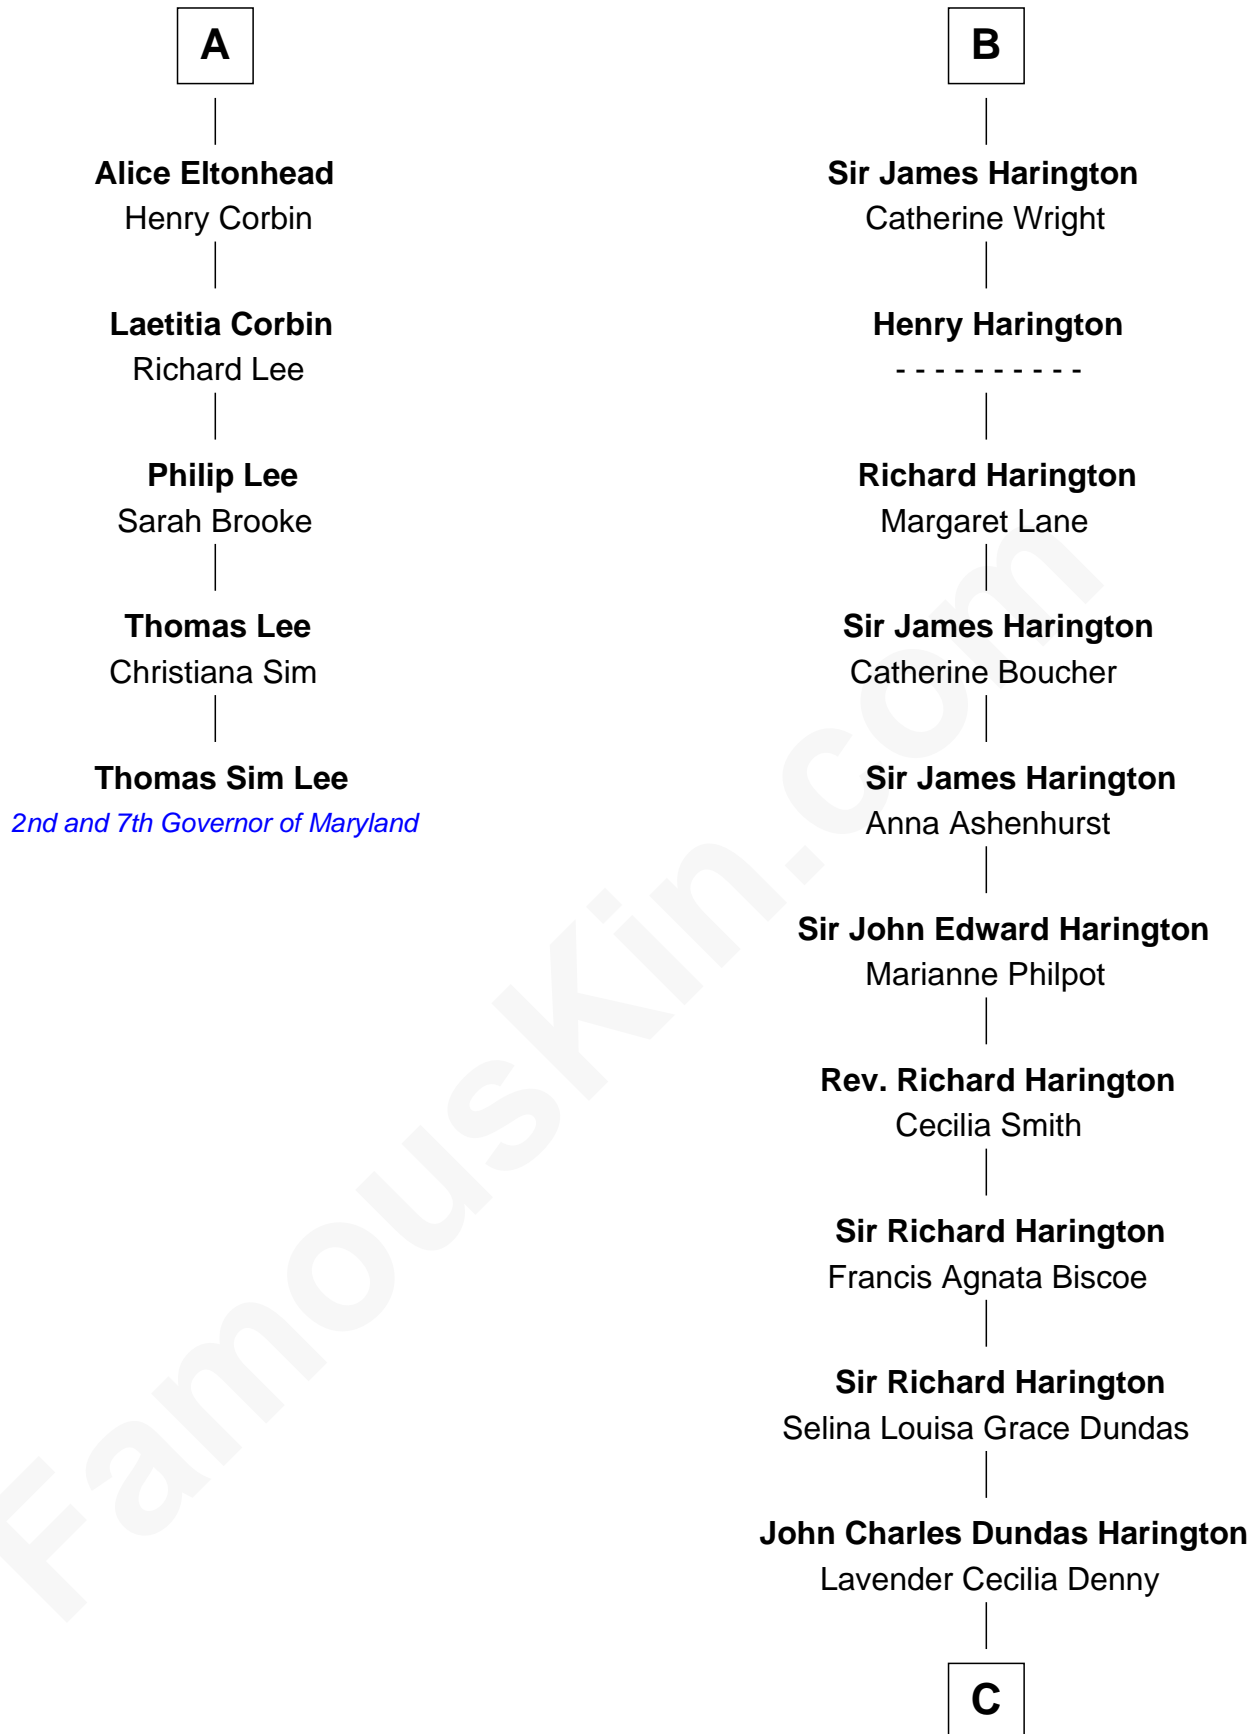 A
Alice Eltonhead
Henry Corbin
Laetitia Corbin
Richard Lee
Philip Lee
Sarah Brooke
Thomas Lee
Christiana Sim
Thomas Sim Lee
2nd and 7th Governor of Maryland
B
Sir James Harington
Catherine Wright
Henry Harington
- - - - - - - - - -
Richard Harington
Margaret Lane
Sir James Harington
Catherine Boucher
Sir James Harington
Anna Ashenhurst
Sir John Edward Harington
Marianne Philpot
Rev. Richard Harington
Cecilia Smith
Sir Richard Harington
Francis Agnata Biscoe
Sir Richard Harington
Selina Louisa Grace Dundas
John Charles Dundas Harington
Lavender Cecilia Denny
C
FamousKin.com